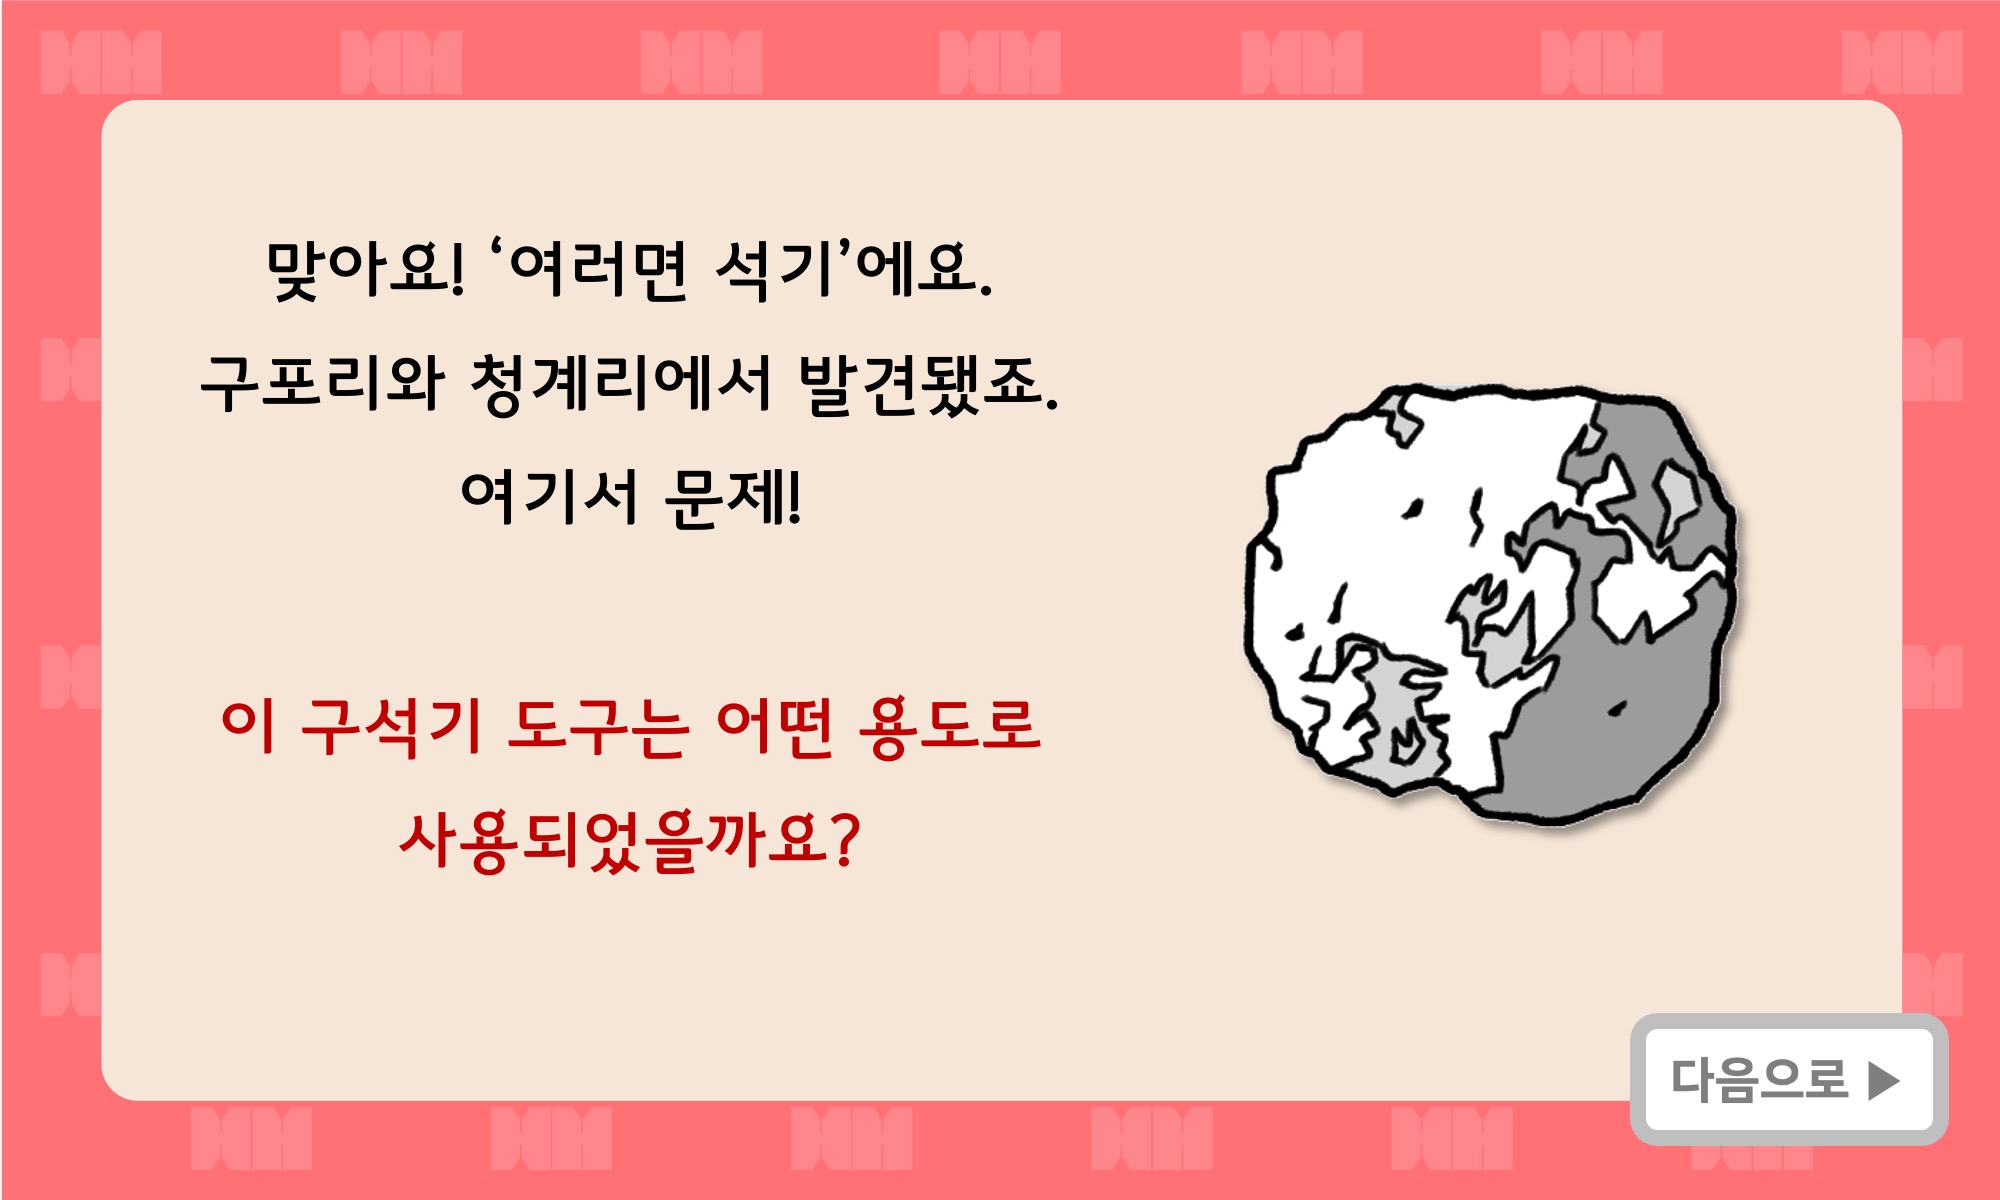 맞아요! ‘여러면 석기’에요.
구포리와 청계리에서 발견됐죠.
여기서 문제!
이 구석기 도구는 어떤 용도로
사용되었을까요?
다음으로 ▶